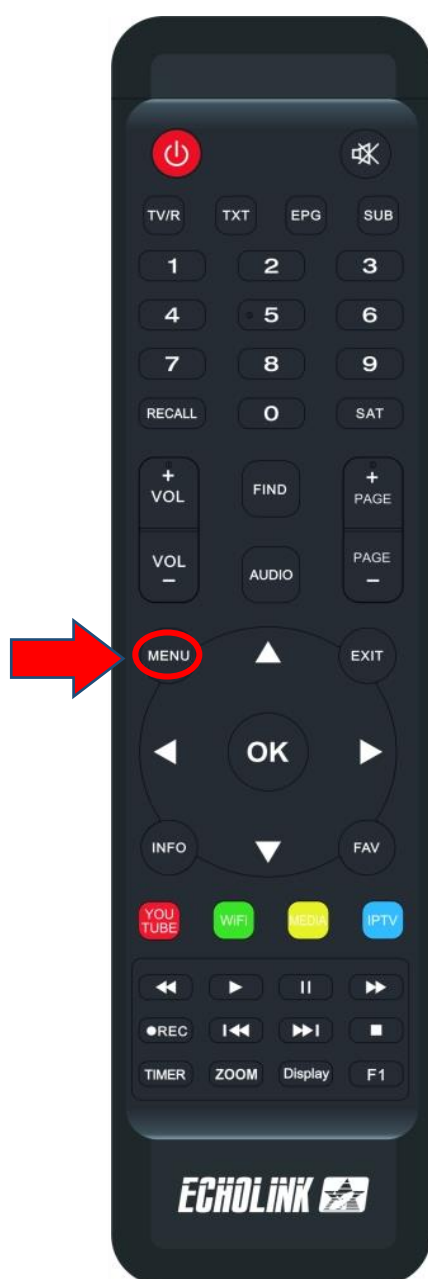 TV/R TXT EPG SUB
1 2 3
4 5 6
7 8 9
RECALL 0 SAT
+ VOL FIND + PAGE
VOL - AUDIO PAGE -
MENU EXIT
OK
INFO FAV
YOU TUBE WiFi MEDIA IPTV
●REC
TIMER ZOOM Display F1
ECHOLINK